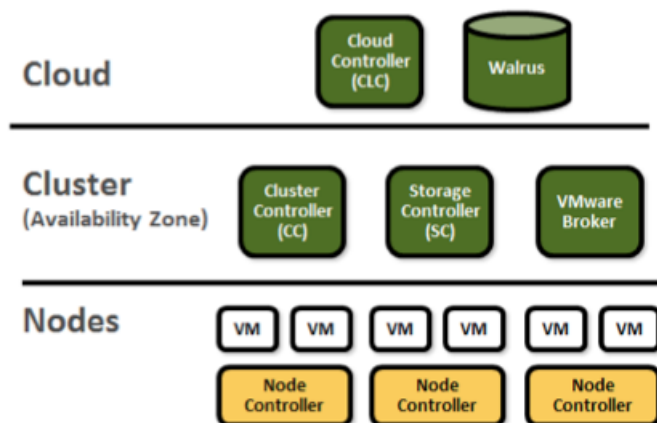 Cloud
Cloud
Controller
(CLC)
Walrus
Cluster
(Availability Zone)
Cluster
Controller
(CC)
Storage
Controller
(SC)
VMware
Broker
Nodes
VM VM VM VM VM VM
Node
Controller
Node
Controller
Node
Controller